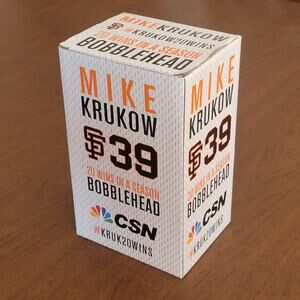 MIKE KRUKOW
#KRUK20WINS
20 WINS IN A SEASON
BOBBLEHEAD
MIKE
KRUKOW
SF 39
20 WINS IN A SEASON
BOBBLEHEAD
CSN
#KRUK20WINS
MIKE
KRUKOW
SF 39
20 WINS IN A SEASON
BOBBLEHEAD
CSN
#KRUK20WINS